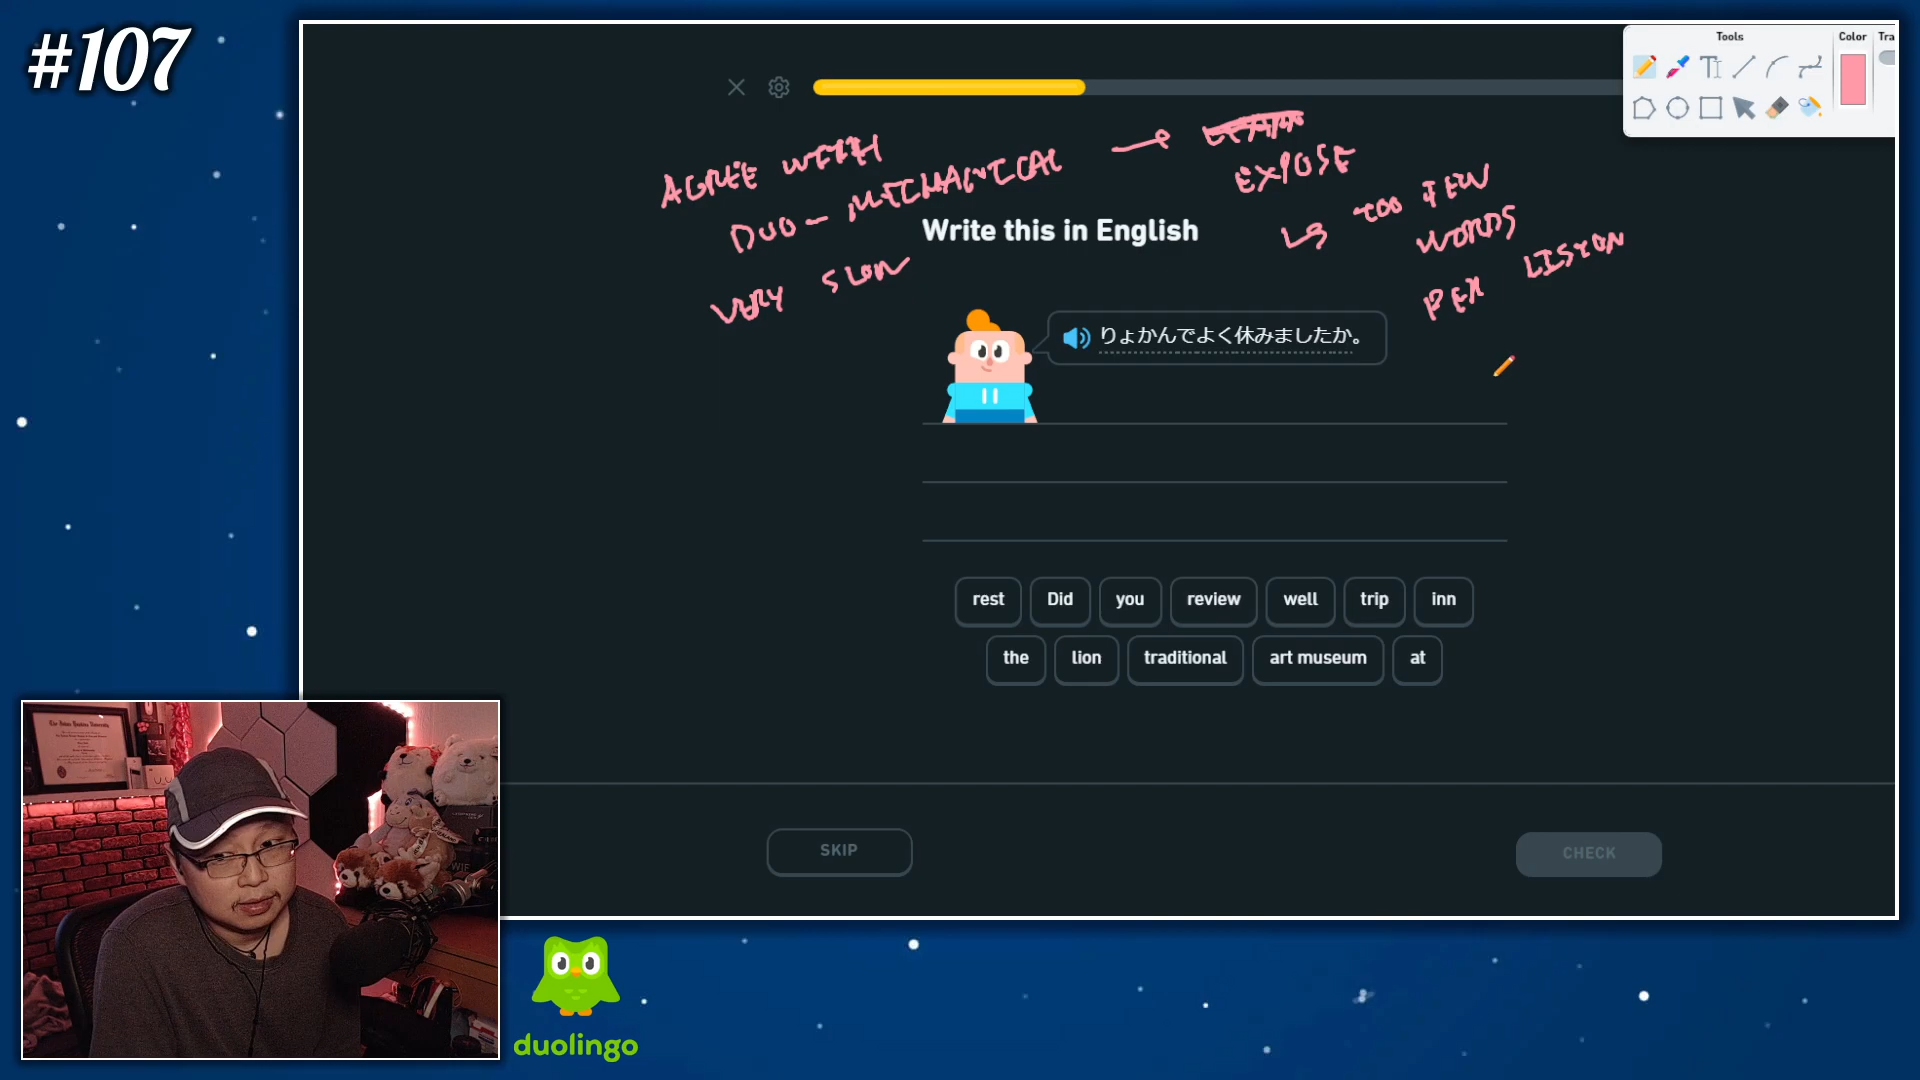 #107
Tools
Color
Tra
AGREE WITH
DUO - MECHANICAL
EXPOSE
TOO FEW
WORDS
PER LISTON
VERY SLOW
Write this in English
りょかんでよく休みましたか。
rest Did you review well trip inn
the lion traditional art museum at
SKIP
CHECK
duolingo